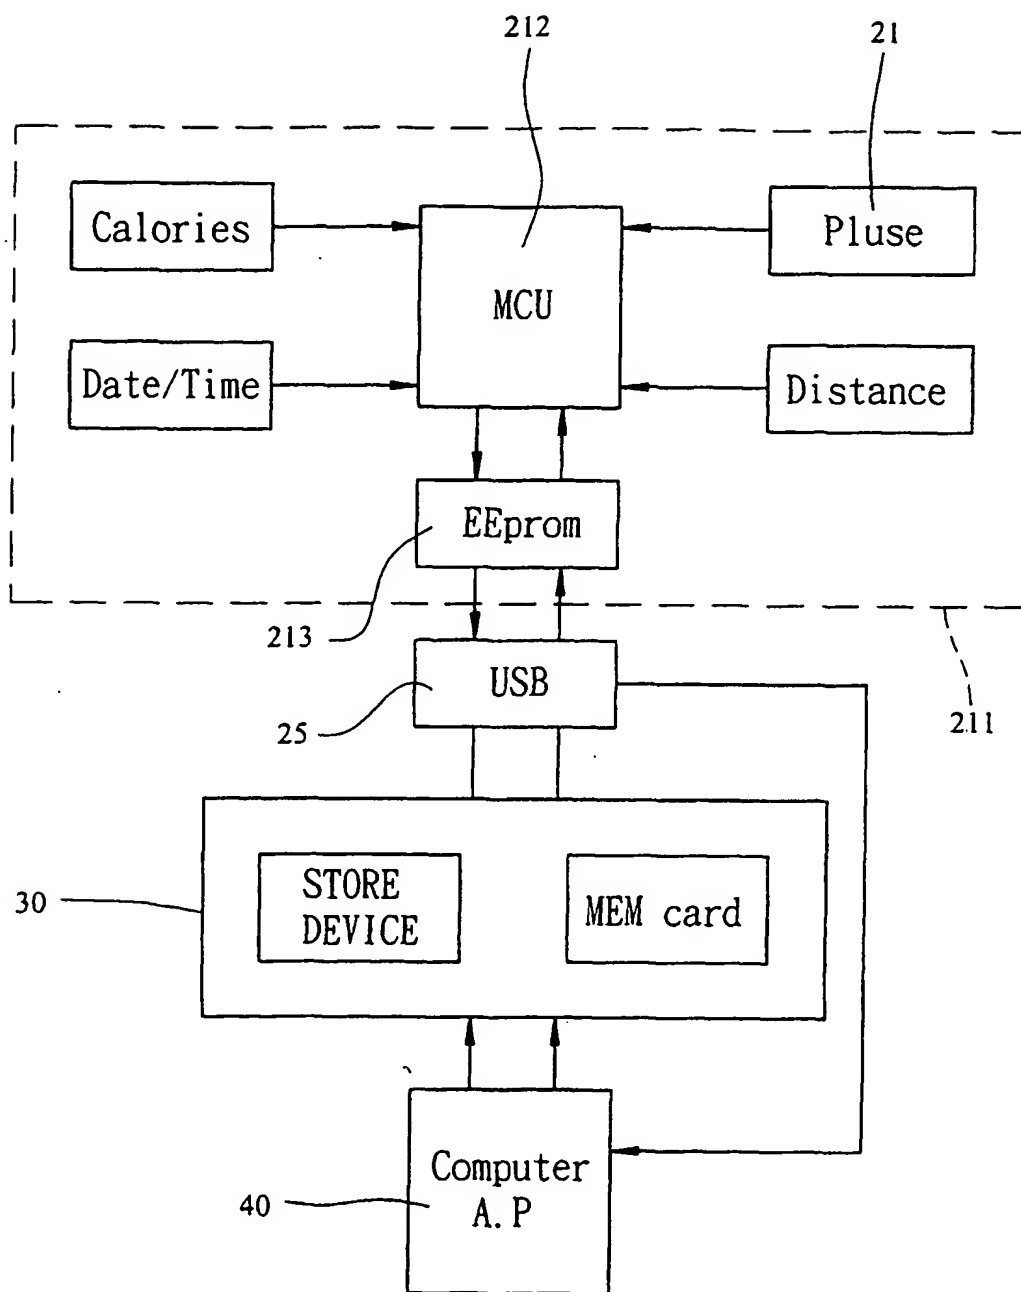 212
21
Calories
Pluse
MCU
Date/Time
Distance
EEprom
213
USB
25
211
STORE
DEVICE
MEM card
30
Computer
A.P
40